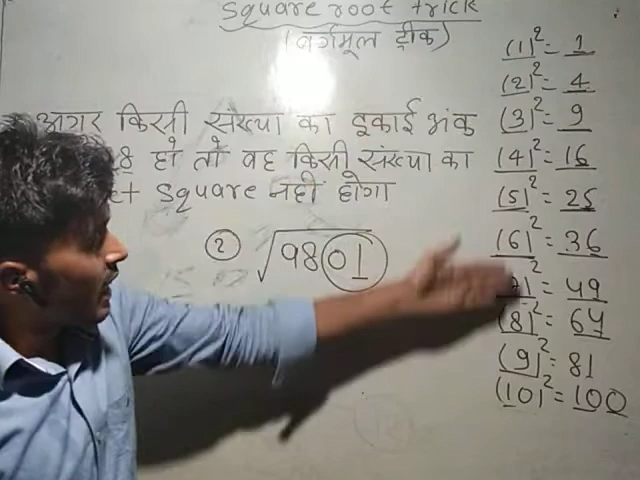 Square root trick
(वर्गमूल ट्रीक)
अगर किसी संख्या का इकाई अंक
8 हो तो वह किसी संख्या का
square नही होगा
2 √9801
(1)² = 1
(2)² = 4
(3)² = 9
(4)² = 16
(5)² = 25
(6)² = 36
)² = 49
(8)² = 64
(9)² = 81
(10)² = 100